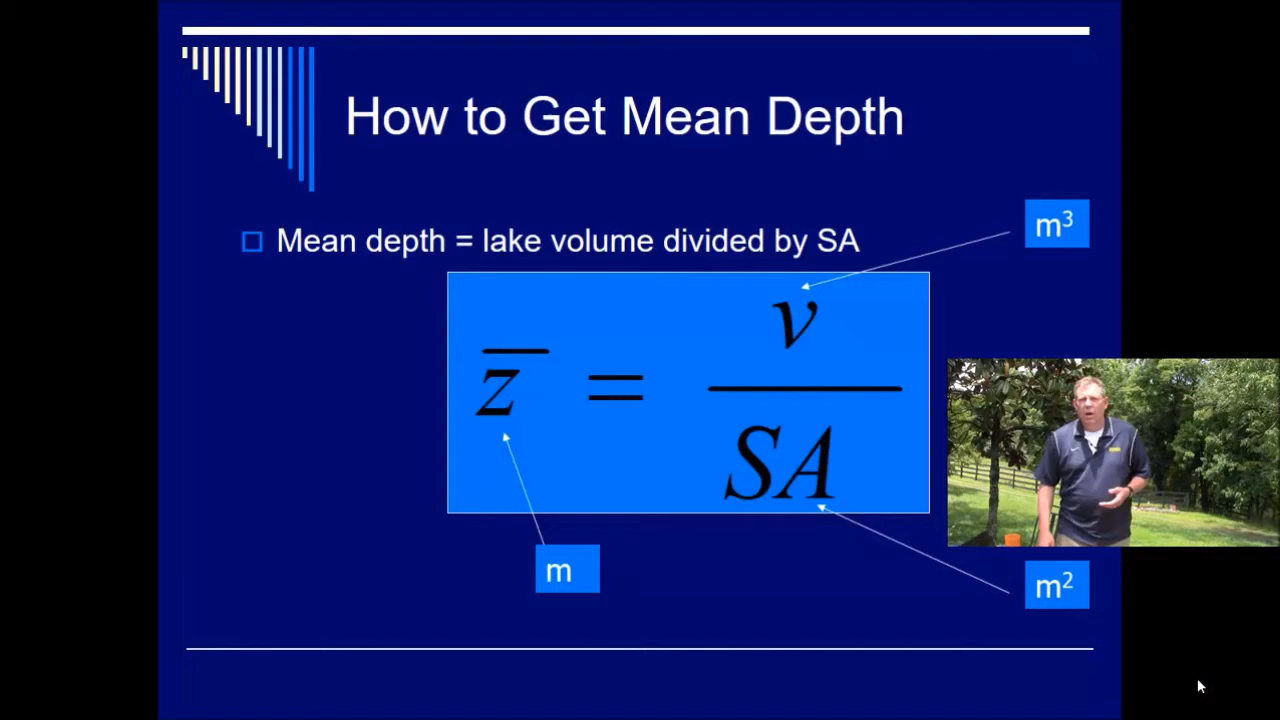 How to Get Mean Depth
Mean depth = lake volume divided by SA
m³
z̅ = v / SA
m
m²